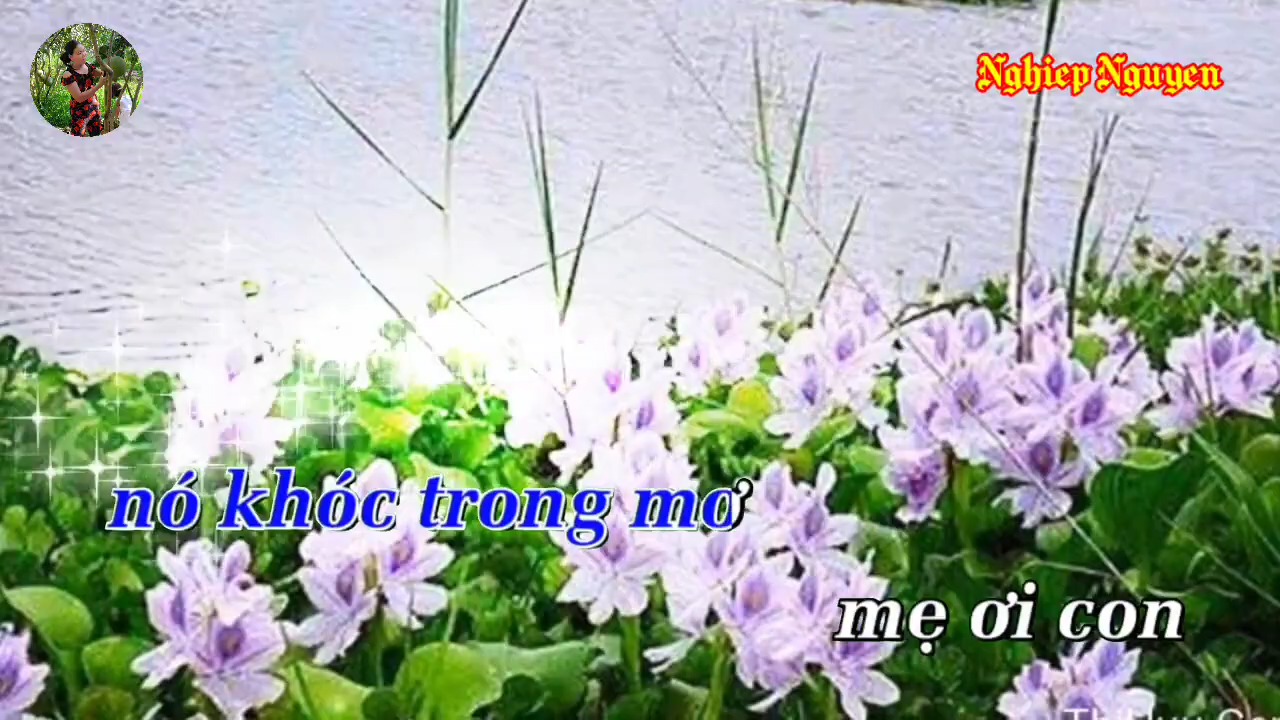 Nghiep Nguyen
nó khóc trong mơ
mẹ ơi con